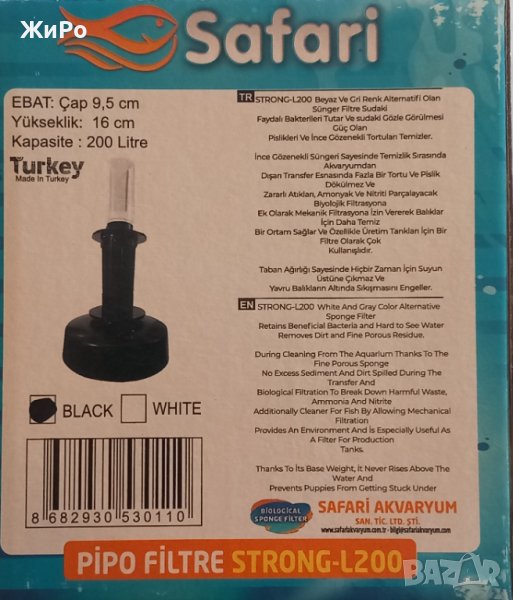 ЖиРо
Safari
EBAT: Çap 9,5 cm
Yükseklik: 16 cm
Kapasite : 200 Litre
Turkey
Made In Turkey
BLACK
WHITE
8 682930 530110
TR STRONG-L200 Beyaz Ve Gri Renk Alternatifi Olan
Sünger Filtre Sudaki
Faydalı Bakterileri Tutar Ve sudaki Gözle Görülmesi
Güç Olan
Pislikleri Ve İnce Gözenekli Tortuları Temizler.
İnce Gözenekli Süngeri Sayesinde Temizlik Sırasında
Akvaryumdan
Dışarı Transfer Esnasında Fazla Bir Tortu Ve Pislik
Dökülmez Ve
Zararlı Atıkları, Amonyak Ve Nitriti Parçalayacak
Biyolojik Filtrasyona
Ek Olarak Mekanik Filtrasyona İzin Vererek Balıklar
İçin Daha Temiz
Bir Ortam Sağlar Ve Özellikle Üretim Tankları İçin Bir
Filtre Olarak Çok
Kullanışlıdır.
Taban Ağırlığı Sayesinde Hiçbir Zaman İçin Suyun
Üstüne Çıkmaz Ve
Yavru Balıkların Altında Sıkışmasını Engeller.
EN STRONG-L200 White And Gray Color Alternative
Sponge Filter
Retains Beneficial Bacteria and Hard to See Water
Removes Dirt and Fine Porous Residue.
During Cleaning From The Aquarium Thanks To The
Fine Porous Sponge
No Excess Sediment And Dirt Spilled During The
Transfer And
Biological Filtration To Break Down Harmful Waste,
Ammonia And Nitrite
Additionally Cleaner For Fish By Allowing Mechanical
Filtration
Provides An Environment And Is Especially Useful As
A Filter For Production
Tanks.
Thanks To Its Base Weight, It Never Rises Above The
Water And
Prevents Puppies From Getting Stuck Under
BIOLOGICAL
SPONGE FILTER
SAFARİ AKVARYUM
SAN. TİC. LTD. ŞTİ.
www.safariakvaryum.com.tr - bilgi@safariakvaryum.com.tr
PİPO FİLTRE STRONG-L200
БАZАР